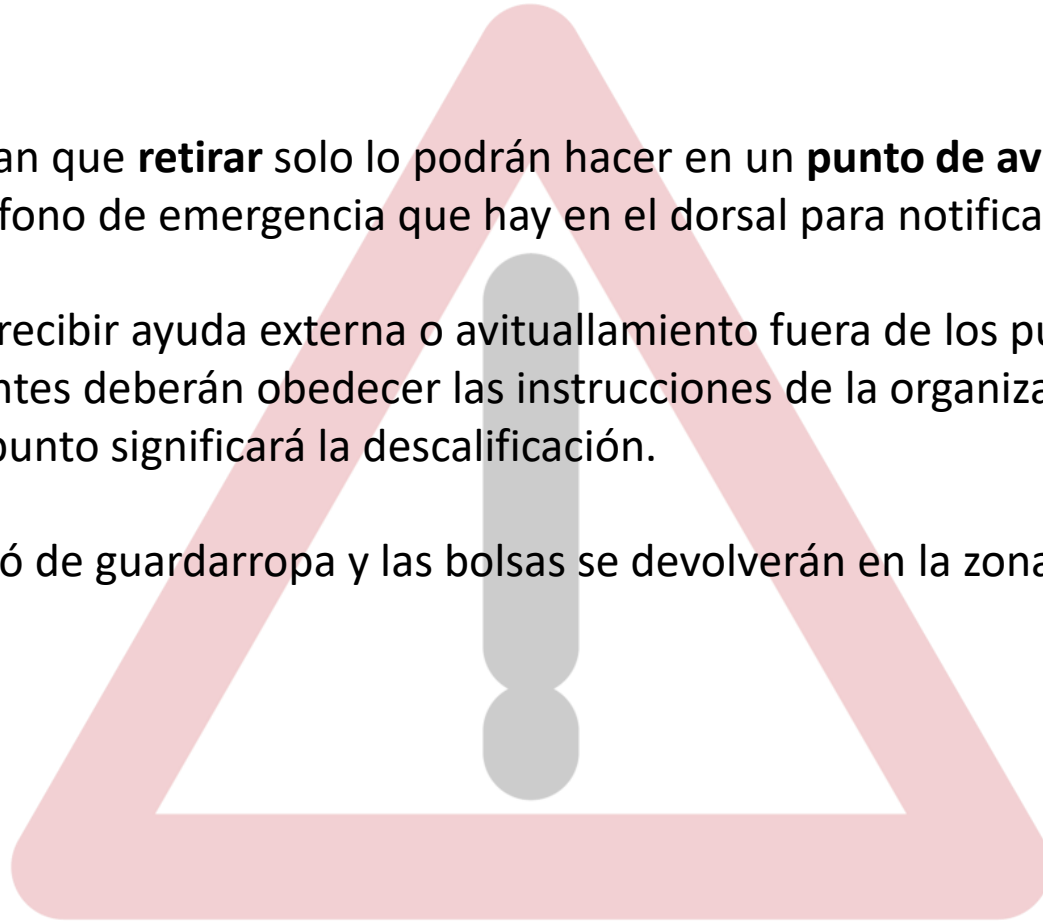 an que retirar solo lo podrán hacer en un punto de av
fono de emergencia que hay en el dorsal para notifica
recibir ayuda externa o avituallamiento fuera de los pu
ntes deberán obedecer las instrucciones de la organiza
punto significará la descalificación.
ó de guardarropa y las bolsas se devolverán en la zona